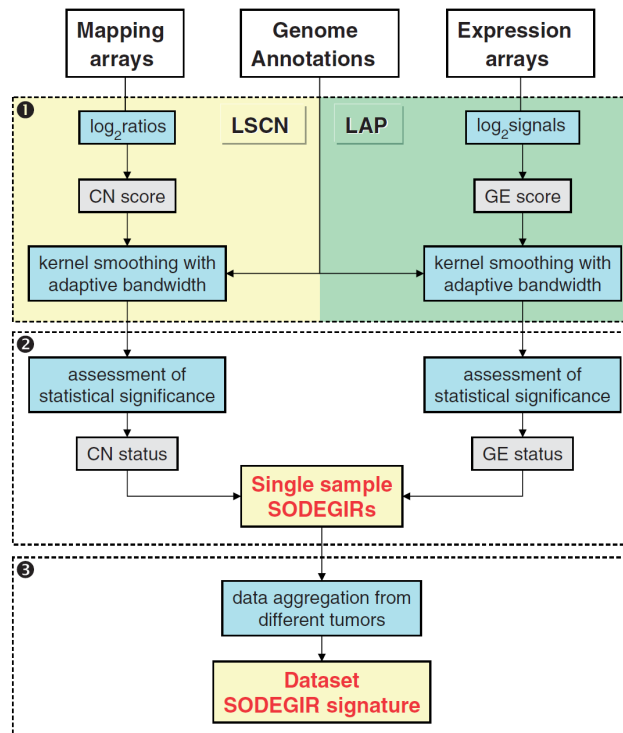 Mapping
arrays
Genome
Annotations
Expression
arrays
❶
log2ratios
LSCN
LAP
log2signals
CN score
GE score
kernel smoothing with
adaptive bandwidth
kernel smoothing with
adaptive bandwidth
❷
assessment of
statistical significance
assessment of
statistical significance
CN status
GE status
Single sample
SODEGIRs
❸
data aggregation from
different tumors
Dataset
SODEGIR signature